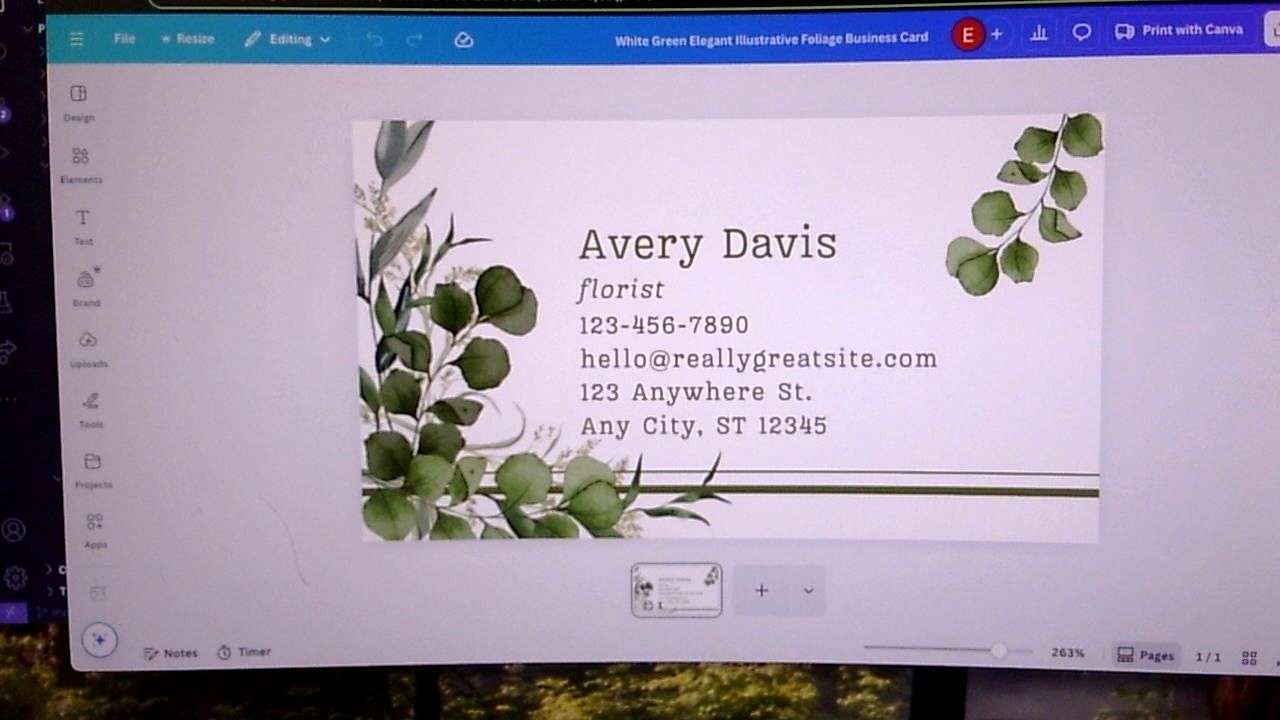 File Resize Editing White Green Elegant Illustrative Foliage Business Card E + Print with Canva
Design
Elements
Text
Brand
Uploads
Tools
Projects
Apps
Avery Davis
florist
123-456-7890
hello@reallygreatsite.com
123 Anywhere St.
Any City, ST 12345
Notes Timer 263% Pages 1 / 1